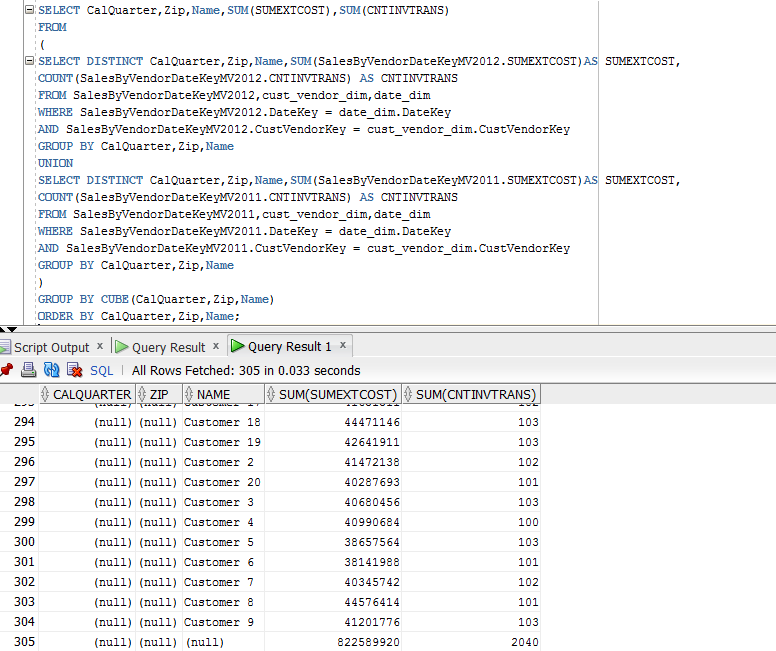 SELECT CalQuarter,Zip,Name,SUM(SUMEXTCOST),SUM(CNTINVTRANS)
FROM
(
SELECT DISTINCT CalQuarter,Zip,Name,SUM(SalesByVendorDateKeyMV2012.SUMEXTCOST)AS SUMEXTCOST,
COUNT(SalesByVendorDateKeyMV2012.CNTINVTRANS) AS CNTINVTRANS
FROM SalesByVendorDateKeyMV2012,cust_vendor_dim,date_dim
WHERE SalesByVendorDateKeyMV2012.DateKey = date_dim.DateKey
AND SalesByVendorDateKeyMV2012.CustVendorKey = cust_vendor_dim.CustVendorKey
GROUP BY CalQuarter,Zip,Name
UNION
SELECT DISTINCT CalQuarter,Zip,Name,SUM(SalesByVendorDateKeyMV2011.SUMEXTCOST)AS SUMEXTCOST,
COUNT(SalesByVendorDateKeyMV2011.CNTINVTRANS) AS CNTINVTRANS
FROM SalesByVendorDateKeyMV2011,cust_vendor_dim,date_dim
WHERE SalesByVendorDateKeyMV2011.DateKey = date_dim.DateKey
AND SalesByVendorDateKeyMV2011.CustVendorKey = cust_vendor_dim.CustVendorKey
GROUP BY CalQuarter,Zip,Name
)
GROUP BY CUBE(CalQuarter,Zip,Name)
ORDER BY CalQuarter,Zip,Name;
Script Output x Query Result x Query Result 1 x
SQL | All Rows Fetched: 305 in 0.033 seconds
CALQUARTER ZIP NAME SUM(SUMEXTCOST) SUM(CNTINVTRANS)
294 (null) (null) Customer 18 44471146 103
295 (null) (null) Customer 19 42641911 103
296 (null) (null) Customer 2 41472138 102
297 (null) (null) Customer 20 40287693 101
298 (null) (null) Customer 3 40680456 103
299 (null) (null) Customer 4 40990684 100
300 (null) (null) Customer 5 38657564 103
301 (null) (null) Customer 6 38141988 101
302 (null) (null) Customer 7 40345742 102
303 (null) (null) Customer 8 44576414 101
304 (null) (null) Customer 9 41201776 103
305 (null) (null) (null) 822589920 2040